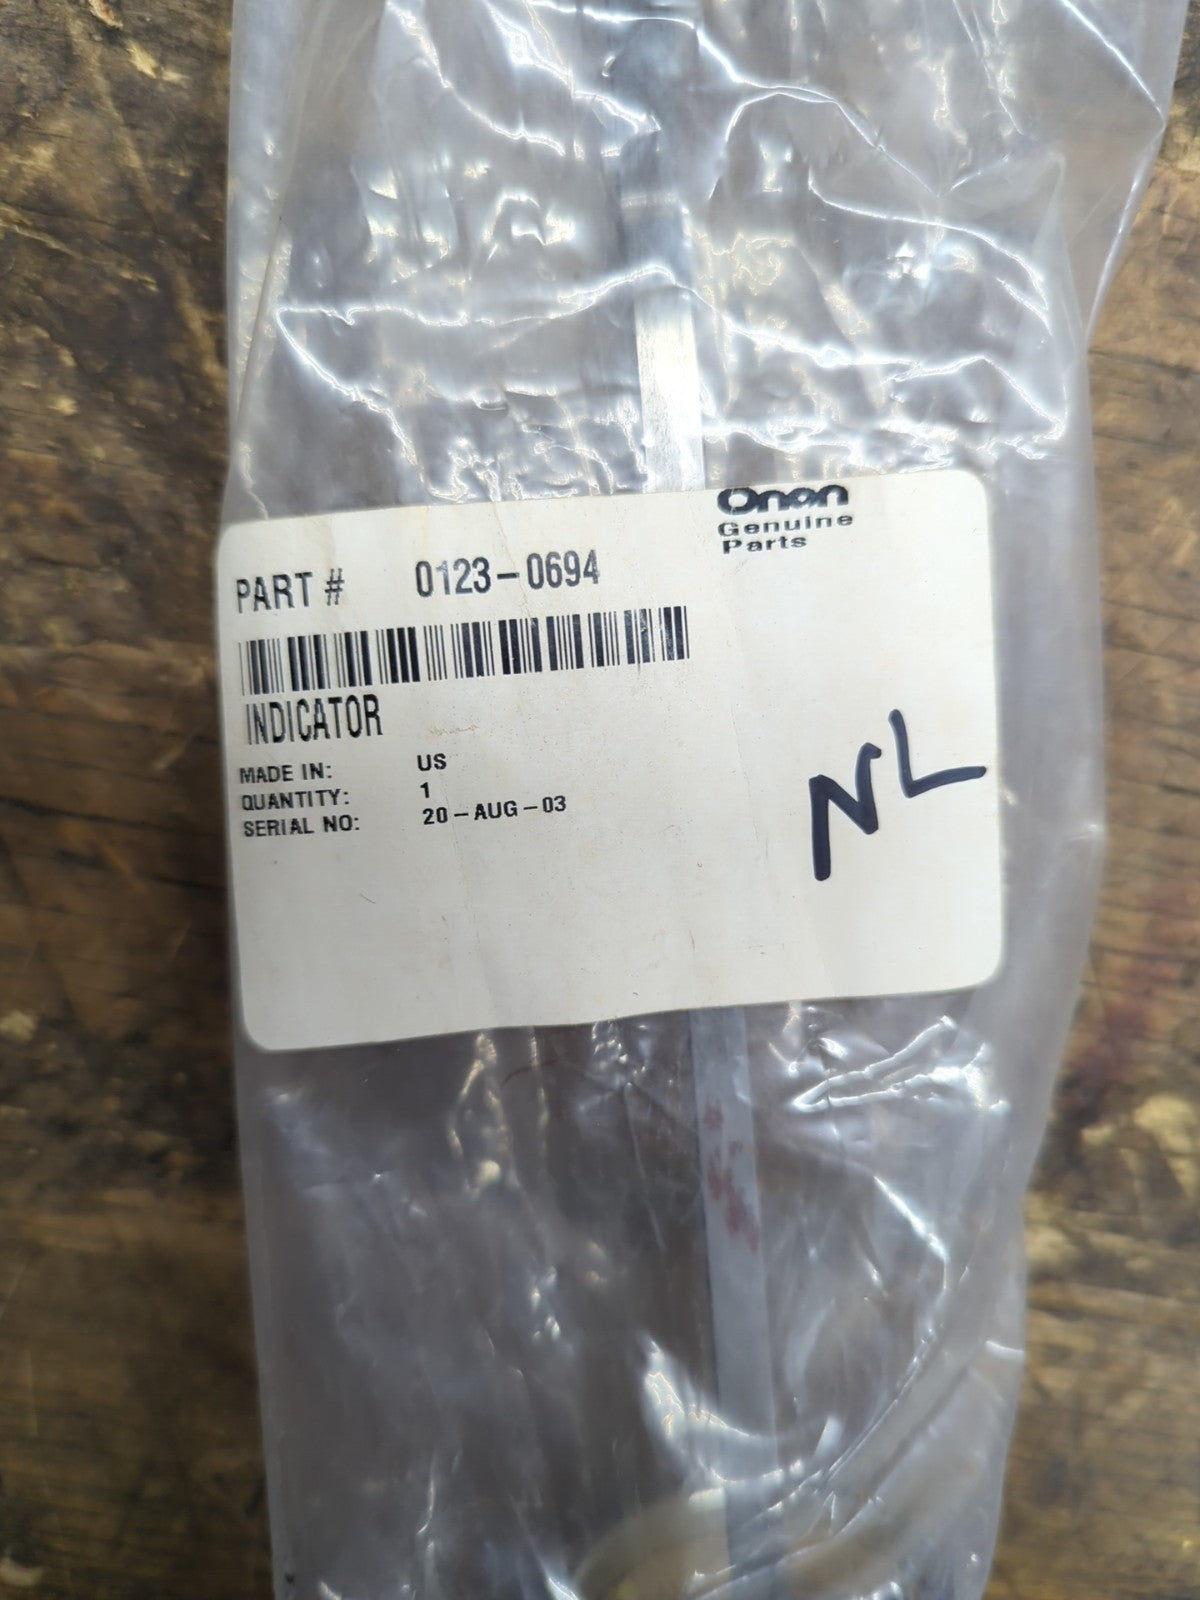 Onan
Genuine
Parts
PART # 0123-0694
INDICATOR
MADE IN: US
QUANTITY: 1
SERIAL NO: 20-AUG-03
NL